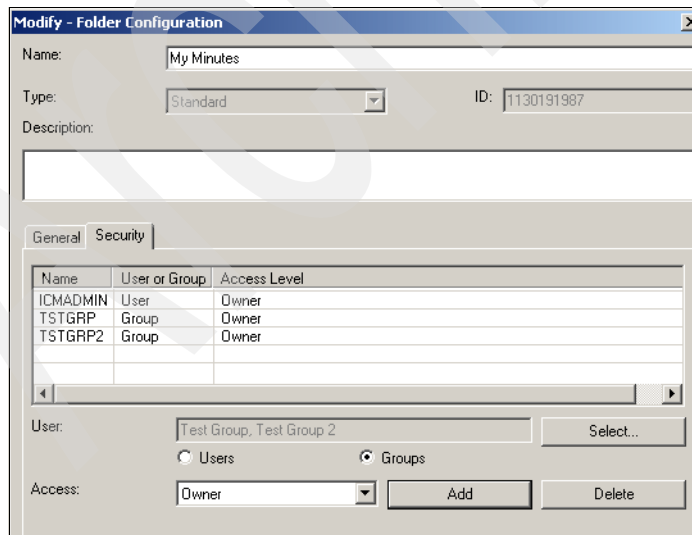 Modify - Folder Configuration
Name: My Minutes
Type: Standard ID: 1130191987
Description:
General Security
Name User or Group Access Level
ICMADMIN User Owner
TSTGRP Group Owner
TSTGRP2 Group Owner
User: Test Group, Test Group 2 Select...
Users Groups
Access: Owner Add Delete